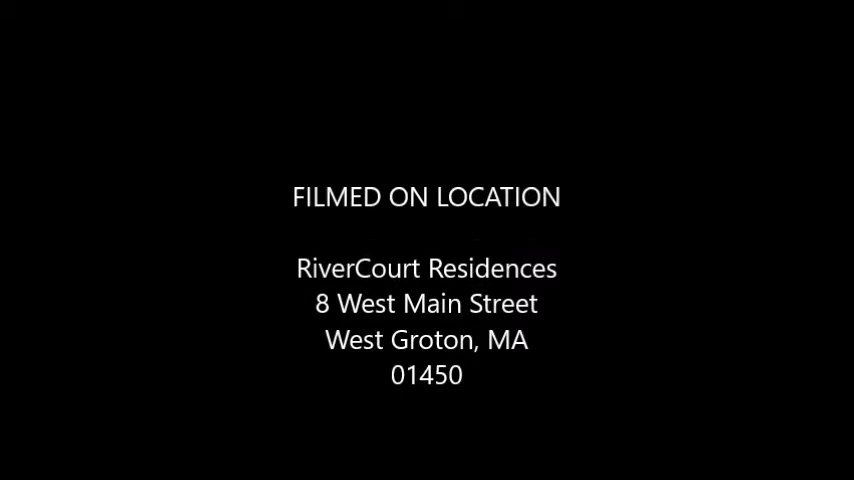 FILMED ON LOCATION
RiverCourt Residences
8 West Main Street
West Groton, MA
01450